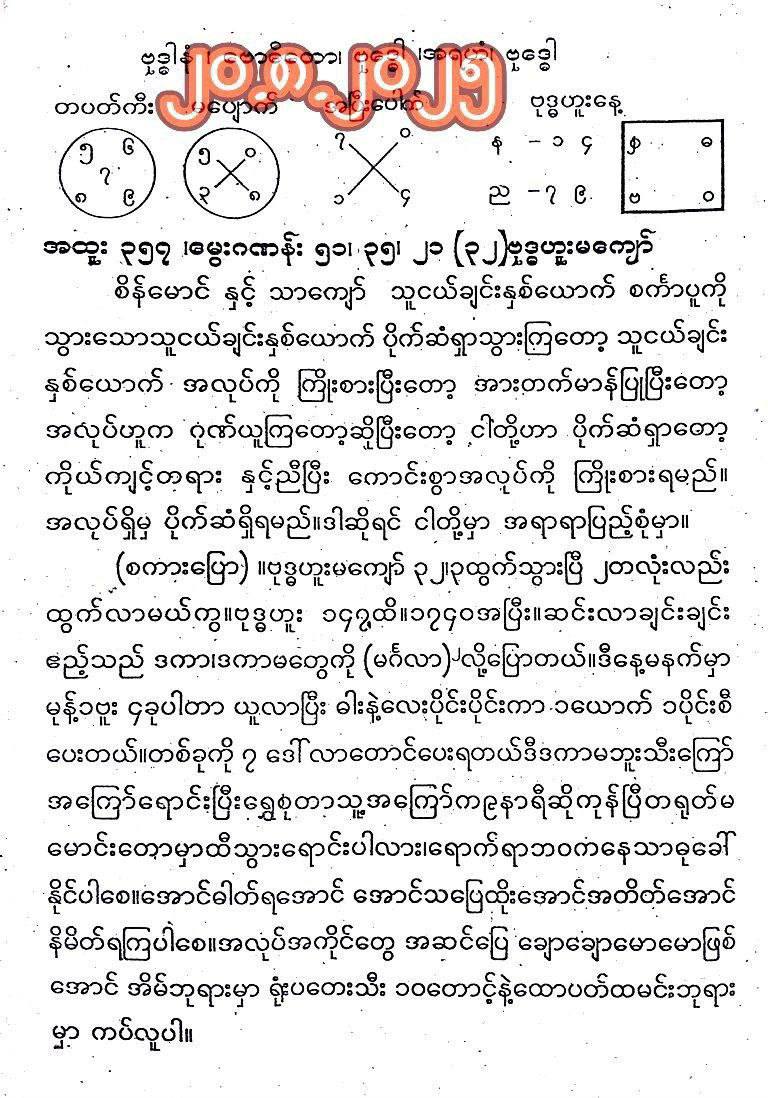 ဗုဒ္ဓါနံ ၊ ဗုဒ္ဓေါ ၊အရဟံ၊ ဗုဒ္ဓေါ
၂၀.၈.၂၀၂၅
တပတ်ကီး မပျောက် အပြီးပေါက် ဗုဒ္ဓဟူးနေ့
၅ ၆ ၅ ၀ ၇ ၀ န - ၁ ၄ စ ဓ
၇
၈ ၉ ၃ ၈ ၁ ၄ ည -၇ ၉ ဗ ဝ
အထူး ၃၅၇ ၊မွေးဂဏန်း ၅၁၊ ၃၅၊ ၂၁ (၃၂)ဗုဒ္ဓဟူးမကျော်
စိန်မောင် နှင့် သာကျော် သူငယ်ချင်းနှစ်ယောက် စင်္ကာပူကို
သွားသောသူငယ်ချင်းနှစ်ယောက် ပိုက်ဆံရှာသွားကြတော့ သူငယ်ချင်း
နှစ်ယောက် အလုပ်ကို ကြိုးစားပြီးတော့ အားတက်မာန်ပြုပြီးတော့
အလုပ်ဟူက ဂုဏ်ယူကြတော့ဆိုပြီးတော့ ငါတို့ဟာ ပိုက်ဆံရှာတော့
ကိုယ်ကျင့်တရား နှင့်ညီပြီး ကောင်းစွာအလုပ်ကို ကြိုးစားရမည်။
အလုပ်ရှိမှ ပိုက်ဆံရှိရမည်။ဒါဆိုရင် ငါတို့မှာ အရာရာပြည့်စုံမှာ။
(စကားပြော) ။ဗုဒ္ဓဟူးမကျော် ၃၂၊၃ထွက်သွားပြီ ၂တလုံးလည်း
ထွက်လာမယ်ကွ။ဗုဒ္ဓဟူး ၁၄၇ထိ။၁၇၄၀အပြီး။ဆင်းလာချင်းချင်း
ဧည့်သည် ဒကာ၊ဒကာမတွေကို (မင်္ဂလာ)၂လို့ပြောတယ်။ဒီနေ့မနက်မှာ
မုန့်၁ဗူး ၄ခုပါတာ ယူလာပြီး ဓါးနဲ့လေးပိုင်းပိုင်းကာ ၁ယောက် ၁ပိုင်းစီ
ပေးတယ်။တစ်ခုကို ၇ ဒေါ်လာတောင်ပေးရတယ်ဒီဒကာမဘူးသီးကြော်
အကြော်ရောင်းပြီးရွှေစုံတာသူ့အကြော်က၉နာရီဆိုကုန်ပြီတရုတ်မ
မောင်းတောမှာထီသွားရောင်းပါလား၊ရောက်ရာဘဝကနေသာဓုခေါ်
နိုင်ပါစေ။အောင်ဓါတ်ရအောင် အောင်သပြေထိုးအောင်အတိတ်အောင်
နိမိတ်ရကြပါစေ။အလုပ်အကိုင်တွေ အဆင်ပြေ ချောချောမောမောဖြစ်
အောင် အိမ်ဘုရားမှာ ရုံးပတေးသီး ၁၀တောင့်နဲ့ထောပတ်ထမင်းဘုရား
မှာ ကပ်လှူပါ။